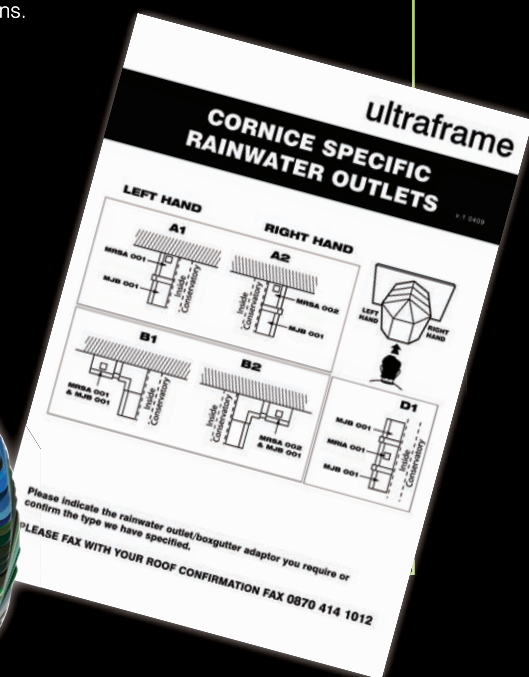 ns.
ultraframe
CORNICE SPECIFIC
RAINWATER OUTLETS
v.1 0409
LEFT HAND
RIGHT HAND
A1
MRSA 001
MJB 001
Inside
Conservatory
A2
MRSA 002
MJB 001
Inside
Conservatory
LEFT
HAND
RIGHT
HAND
B1
MRSA 001
& MJB 001
Inside
Conservatory
B2
MRSA 002
& MJB 001
Inside
Conservatory
D1
MJB 001
MRIA 001
MJB 001
Inside
Conservatory
Please indicate the rainwater outlet/boxgutter adaptor you require or
confirm the type we have specified.
PLEASE FAX WITH YOUR ROOF CONFIRMATION FAX 0870 414 1012